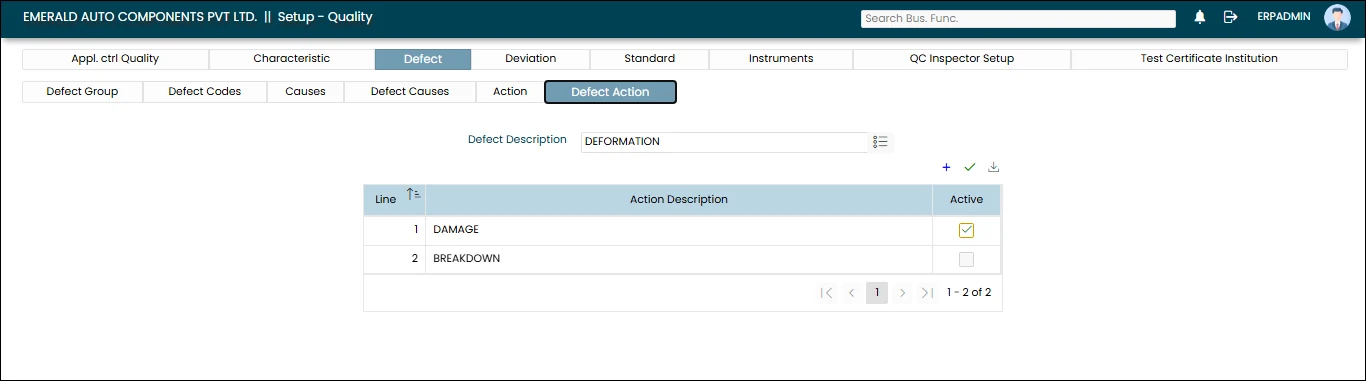 EMERALD AUTO COMPONENTS PVT LTD. || Setup - Quality
Search Bus. Func.
ERPADMIN
Appl. ctrl Quality
Characteristic
Defect
Deviation
Standard
Instruments
QC Inspector Setup
Test Certificate Institution
Defect Group
Defect Codes
Causes
Defect Causes
Action
Defect Action
Defect Description
DEFORMATION
Line
Action Description
Active
1
DAMAGE
2
BREAKDOWN
1
1 - 2 of 2